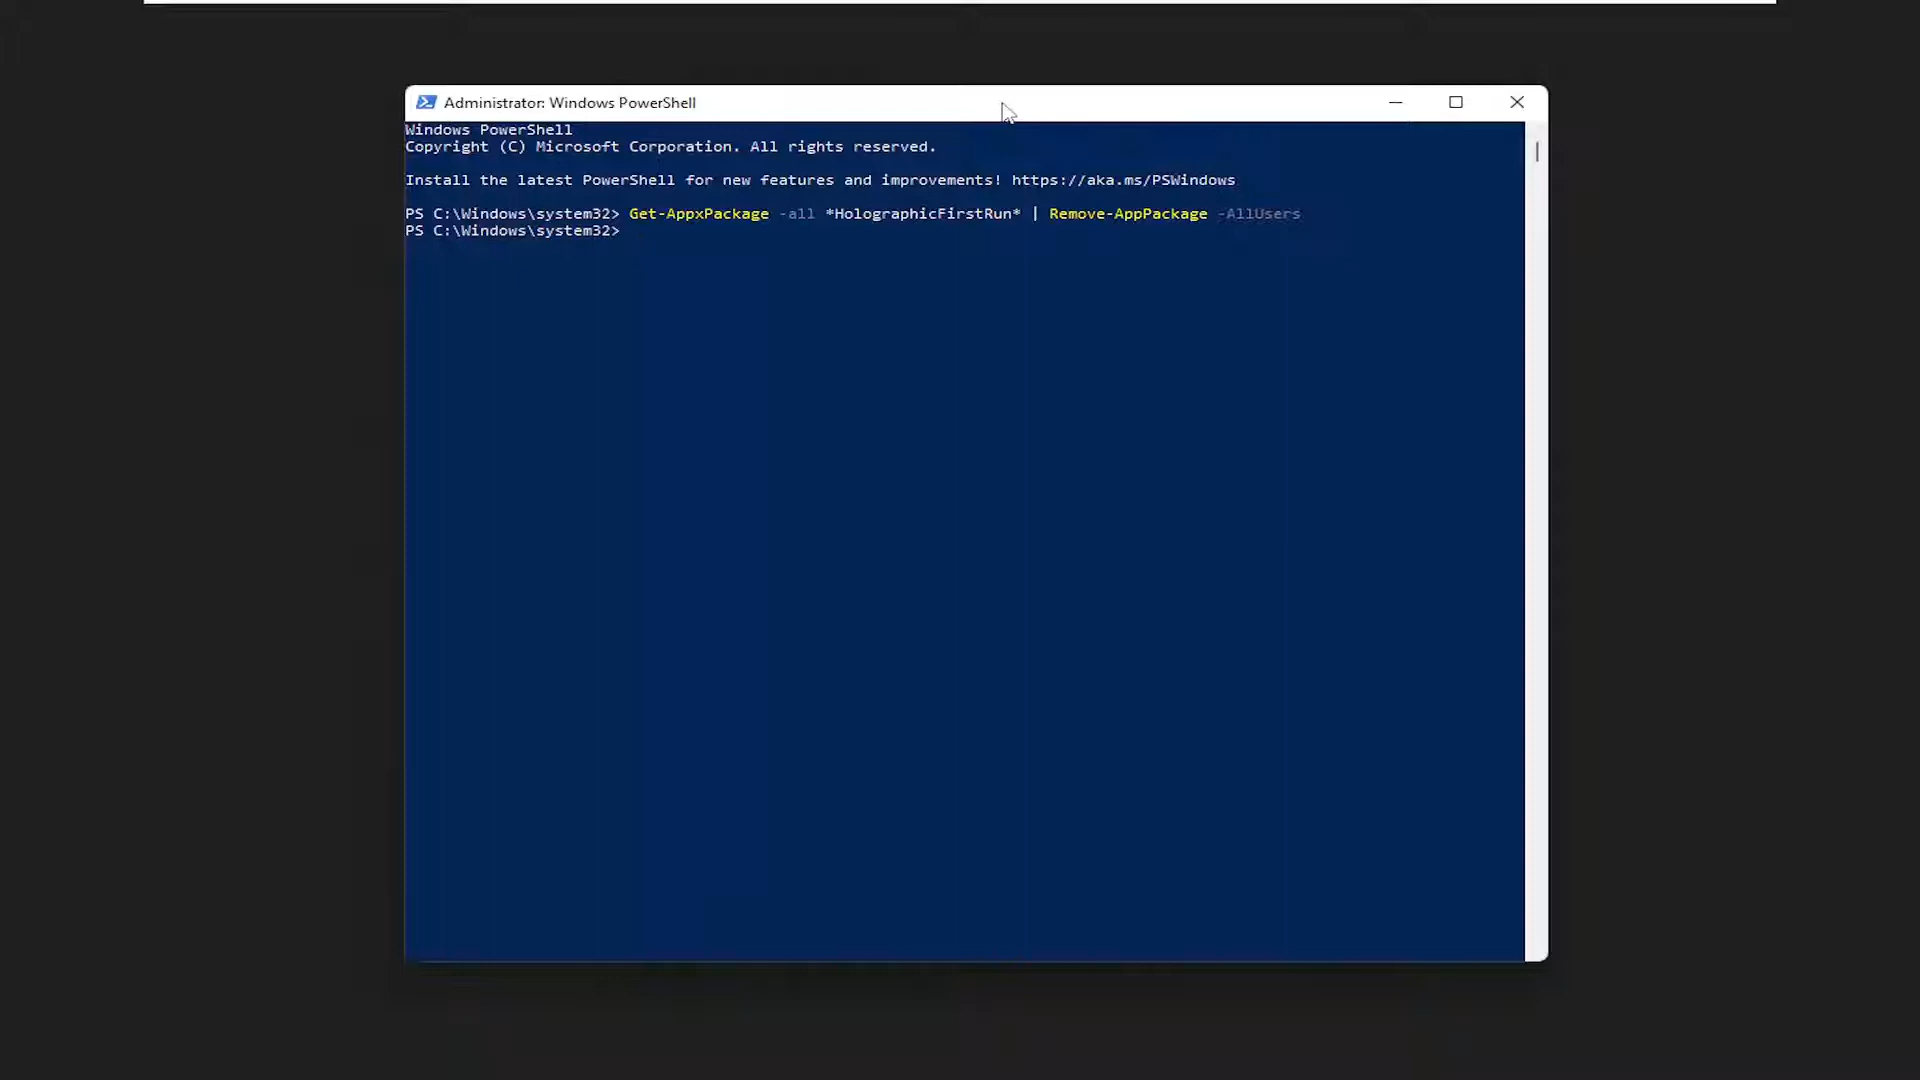 Administrator: Windows PowerShell
Windows PowerShell
Copyright (C) Microsoft Corporation. All rights reserved.
Install the latest PowerShell for new features and improvements! https://aka.ms/PSWindows
PS C:\Windows\system32> Get-AppxPackage -all *HolographicFirstRun* | Remove-AppPackage -AllUsers
PS C:\Windows\system32>